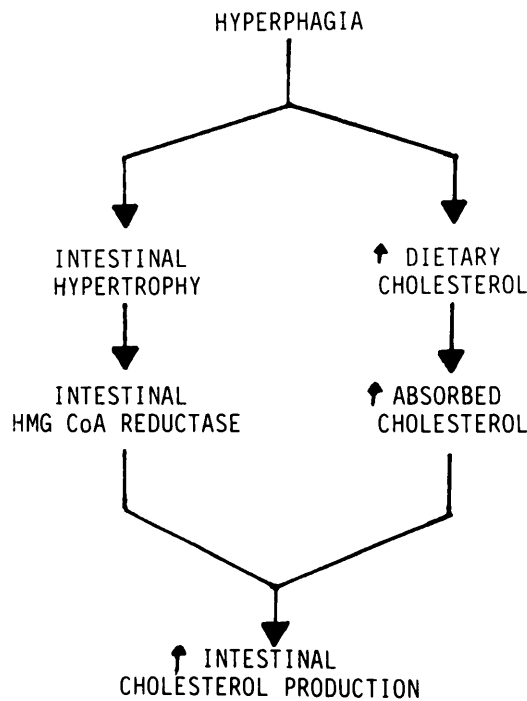 HYPERPHAGIA
INTESTINAL
HYPERTROPHY
↑ DIETARY
CHOLESTEROL
INTESTINAL
HMG CoA REDUCTASE
↑ ABSORBED
CHOLESTEROL
↑ INTESTINAL
CHOLESTEROL PRODUCTION